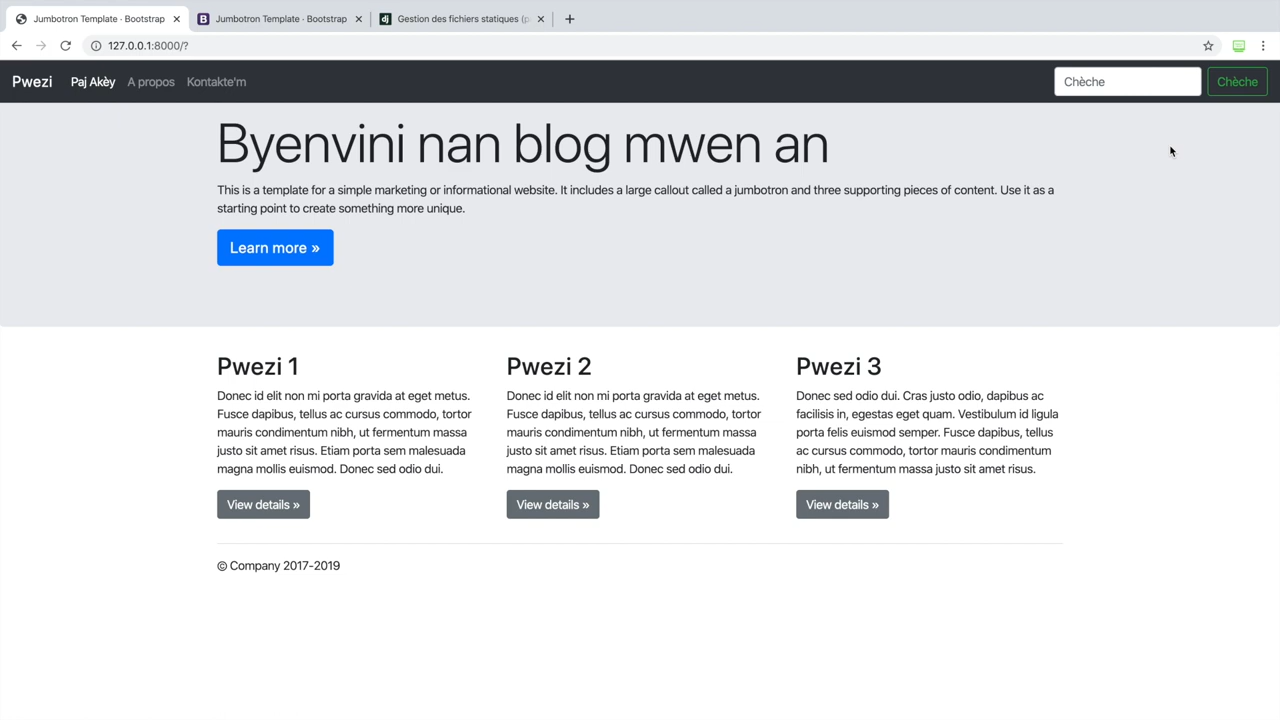 Jumbotron Template · Bootstrap
Jumbotron Template · Bootstrap
Gestion des fichiers statiques (p
127.0.0.1:8000/?
Pwezi Paj Akèy A propos Kontakte'm Chèche Chèche
Byenvini nan blog mwen an
This is a template for a simple marketing or informational website. It includes a large callout called a jumbotron and three supporting pieces of content. Use it as a
starting point to create something more unique.
Learn more »
Pwezi 1
Donec id elit non mi porta gravida at eget metus.
Fusce dapibus, tellus ac cursus commodo, tortor
mauris condimentum nibh, ut fermentum massa
justo sit amet risus. Etiam porta sem malesuada
magna mollis euismod. Donec sed odio dui.
View details »
Pwezi 2
Donec id elit non mi porta gravida at eget metus.
Fusce dapibus, tellus ac cursus commodo, tortor
mauris condimentum nibh, ut fermentum massa
justo sit amet risus. Etiam porta sem malesuada
magna mollis euismod. Donec sed odio dui.
View details »
Pwezi 3
Donec sed odio dui. Cras justo odio, dapibus ac
facilisis in, egestas eget quam. Vestibulum id ligula
porta felis euismod semper. Fusce dapibus, tellus
ac cursus commodo, tortor mauris condimentum
nibh, ut fermentum massa justo sit amet risus.
View details »
© Company 2017-2019